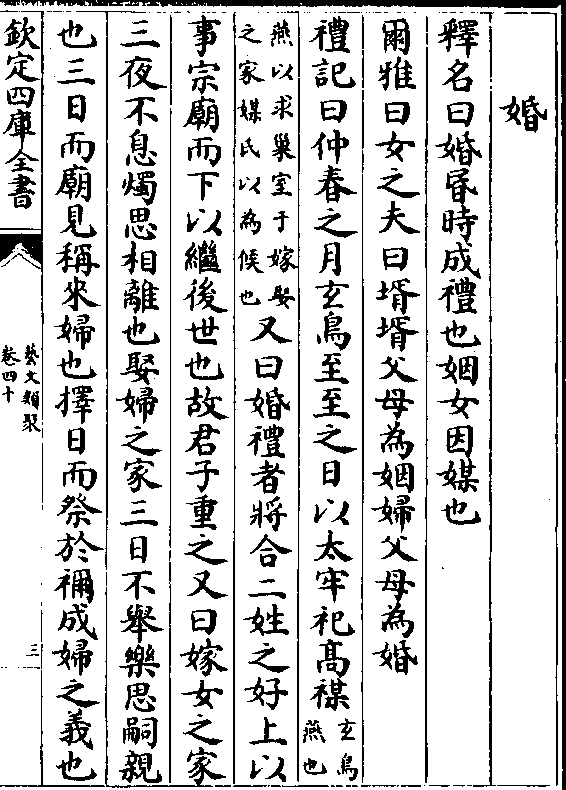 婚
釋名曰婚昏時成禮也姻女因媒也
爾雅曰女之夫曰壻壻父母為姻婦父母為婚
禮記曰仲春之月玄鳥至至之日以太牢祀髙禖玄鳥
燕也
燕以求巢室于嫁娶
之家媒氏以為候也又曰婚禮者將合二姓之好上以
事宗廟而下以繼後世也故君子重之又曰嫁女之家
三夜不息燭思相離也娶婦之家三日不舉樂思嗣親
也三日而廟見稱來婦也擇日而祭於禰成婦之義也
欽定四庫全書
藝文類聚
卷四十
三